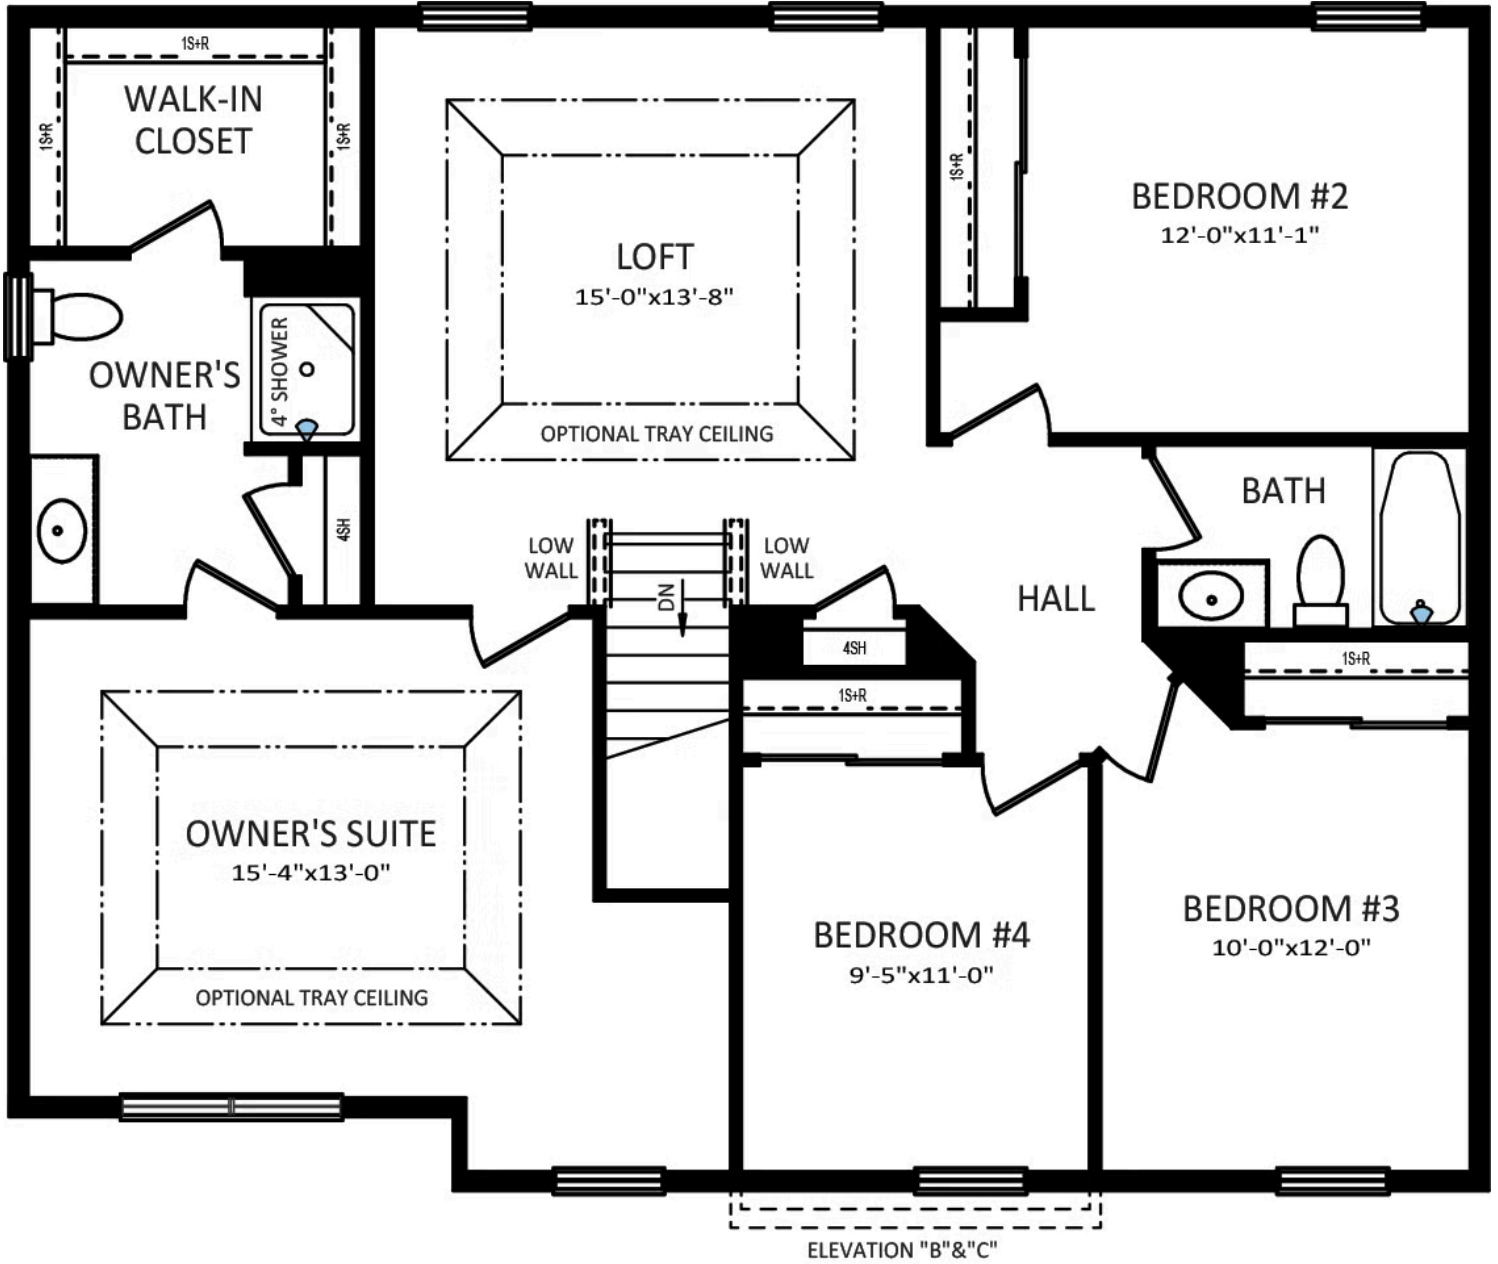 1S+R
1S+R
1S+R
WALK-IN
CLOSET
1S+R
BEDROOM #2
12'-0"x11'-1"
LOFT
15'-0"x13'-8"
OPTIONAL TRAY CEILING
4° SHOWER
OWNER'S
BATH
4SH
LOW
WALL
LOW
WALL
DN
BATH
HALL
4SH
1S+R
1S+R
OWNER'S SUITE
15'-4"x13'-0"
OPTIONAL TRAY CEILING
BEDROOM #4
9'-5"x11'-0"
BEDROOM #3
10'-0"x12'-0"
ELEVATION "B"&"C"